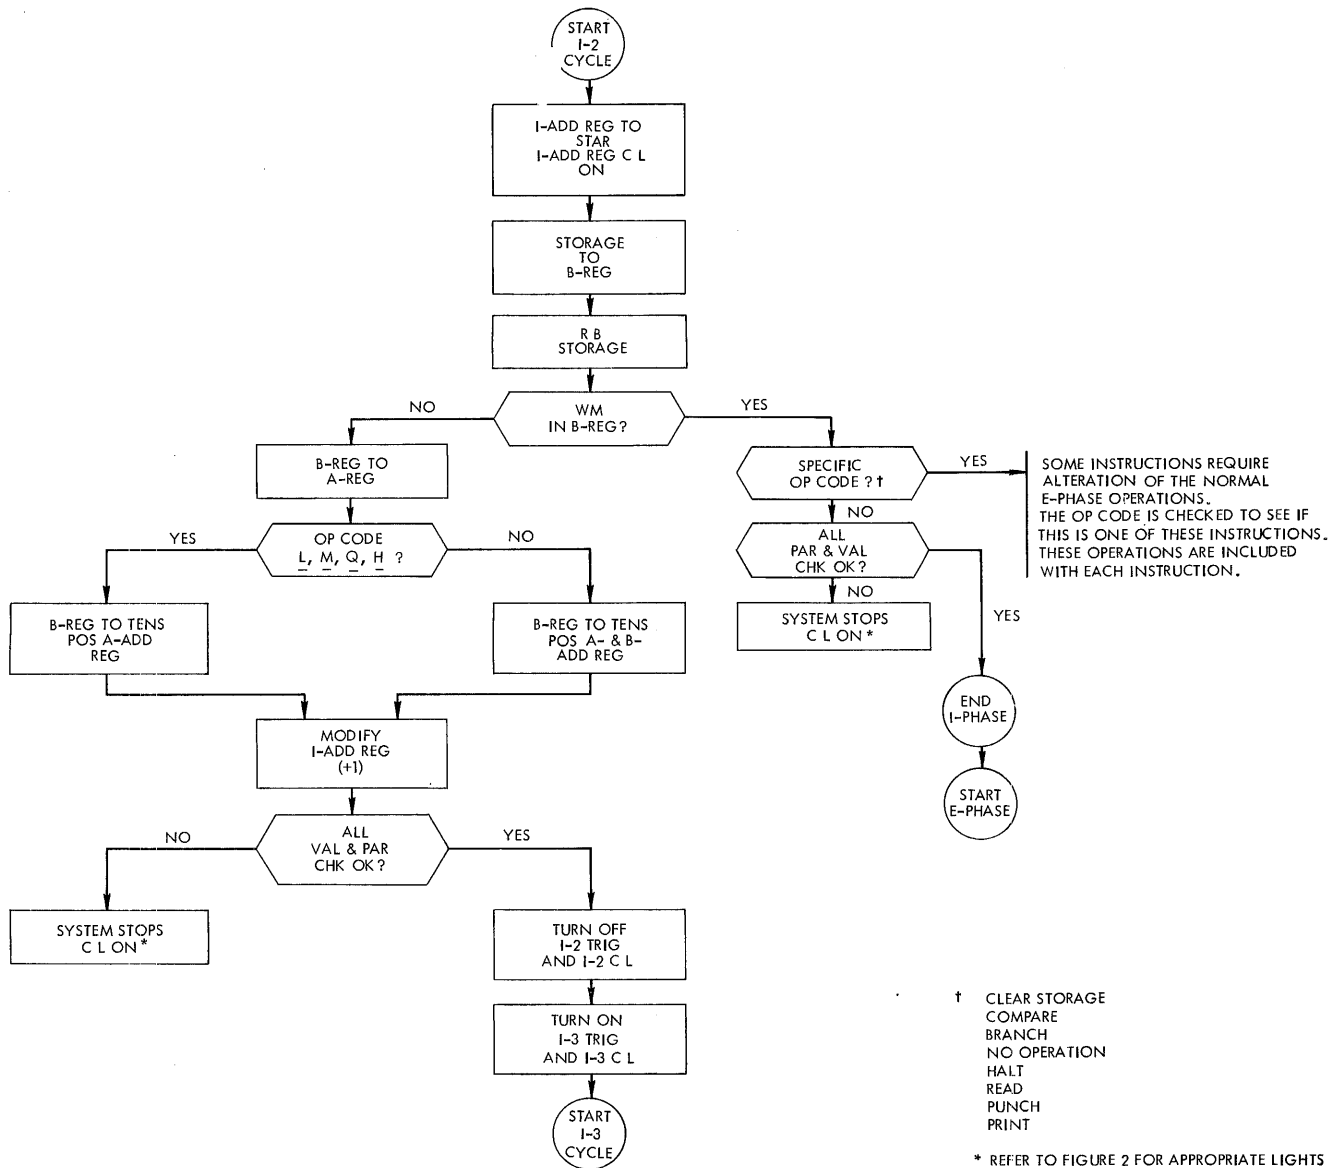 START
I-2
CYCLE
I-ADD REG TO
STAR
I-ADD REG C L
ON
STORAGE
TO
B-REG
R B
STORAGE
NO
WM
IN B-REG?
YES
B-REG TO
A-REG
SPECIFIC
OP CODE ?†
YES
SOME INSTRUCTIONS REQUIRE
ALTERATION OF THE NORMAL
E-PHASE OPERATIONS.
THE OP CODE IS CHECKED TO SEE IF
THIS IS ONE OF THESE INSTRUCTIONS.
THESE OPERATIONS ARE INCLUDED
WITH EACH INSTRUCTION.
NO
YES
OP CODE
L, M, Q, H ?
NO
ALL
PAR & VAL
CHK OK?
NO
YES
B-REG TO TENS
POS A-ADD
REG
B-REG TO TENS
POS A- & B-
ADD REG
SYSTEM STOPS
C L ON *
END
I-PHASE
MODIFY
I-ADD REG
(+1)
START
E-PHASE
NO
ALL
VAL & PAR
CHK OK?
YES
SYSTEM STOPS
C L ON *
TURN OFF
I-2 TRIG
AND I-2 C L
TURN ON
I-3 TRIG
AND I-3 C L
START
I-3
CYCLE
† CLEAR STORAGE
COMPARE
BRANCH
NO OPERATION
HALT
READ
PUNCH
PRINT
* REFER TO FIGURE 2 FOR APPROPRIATE LIGHTS